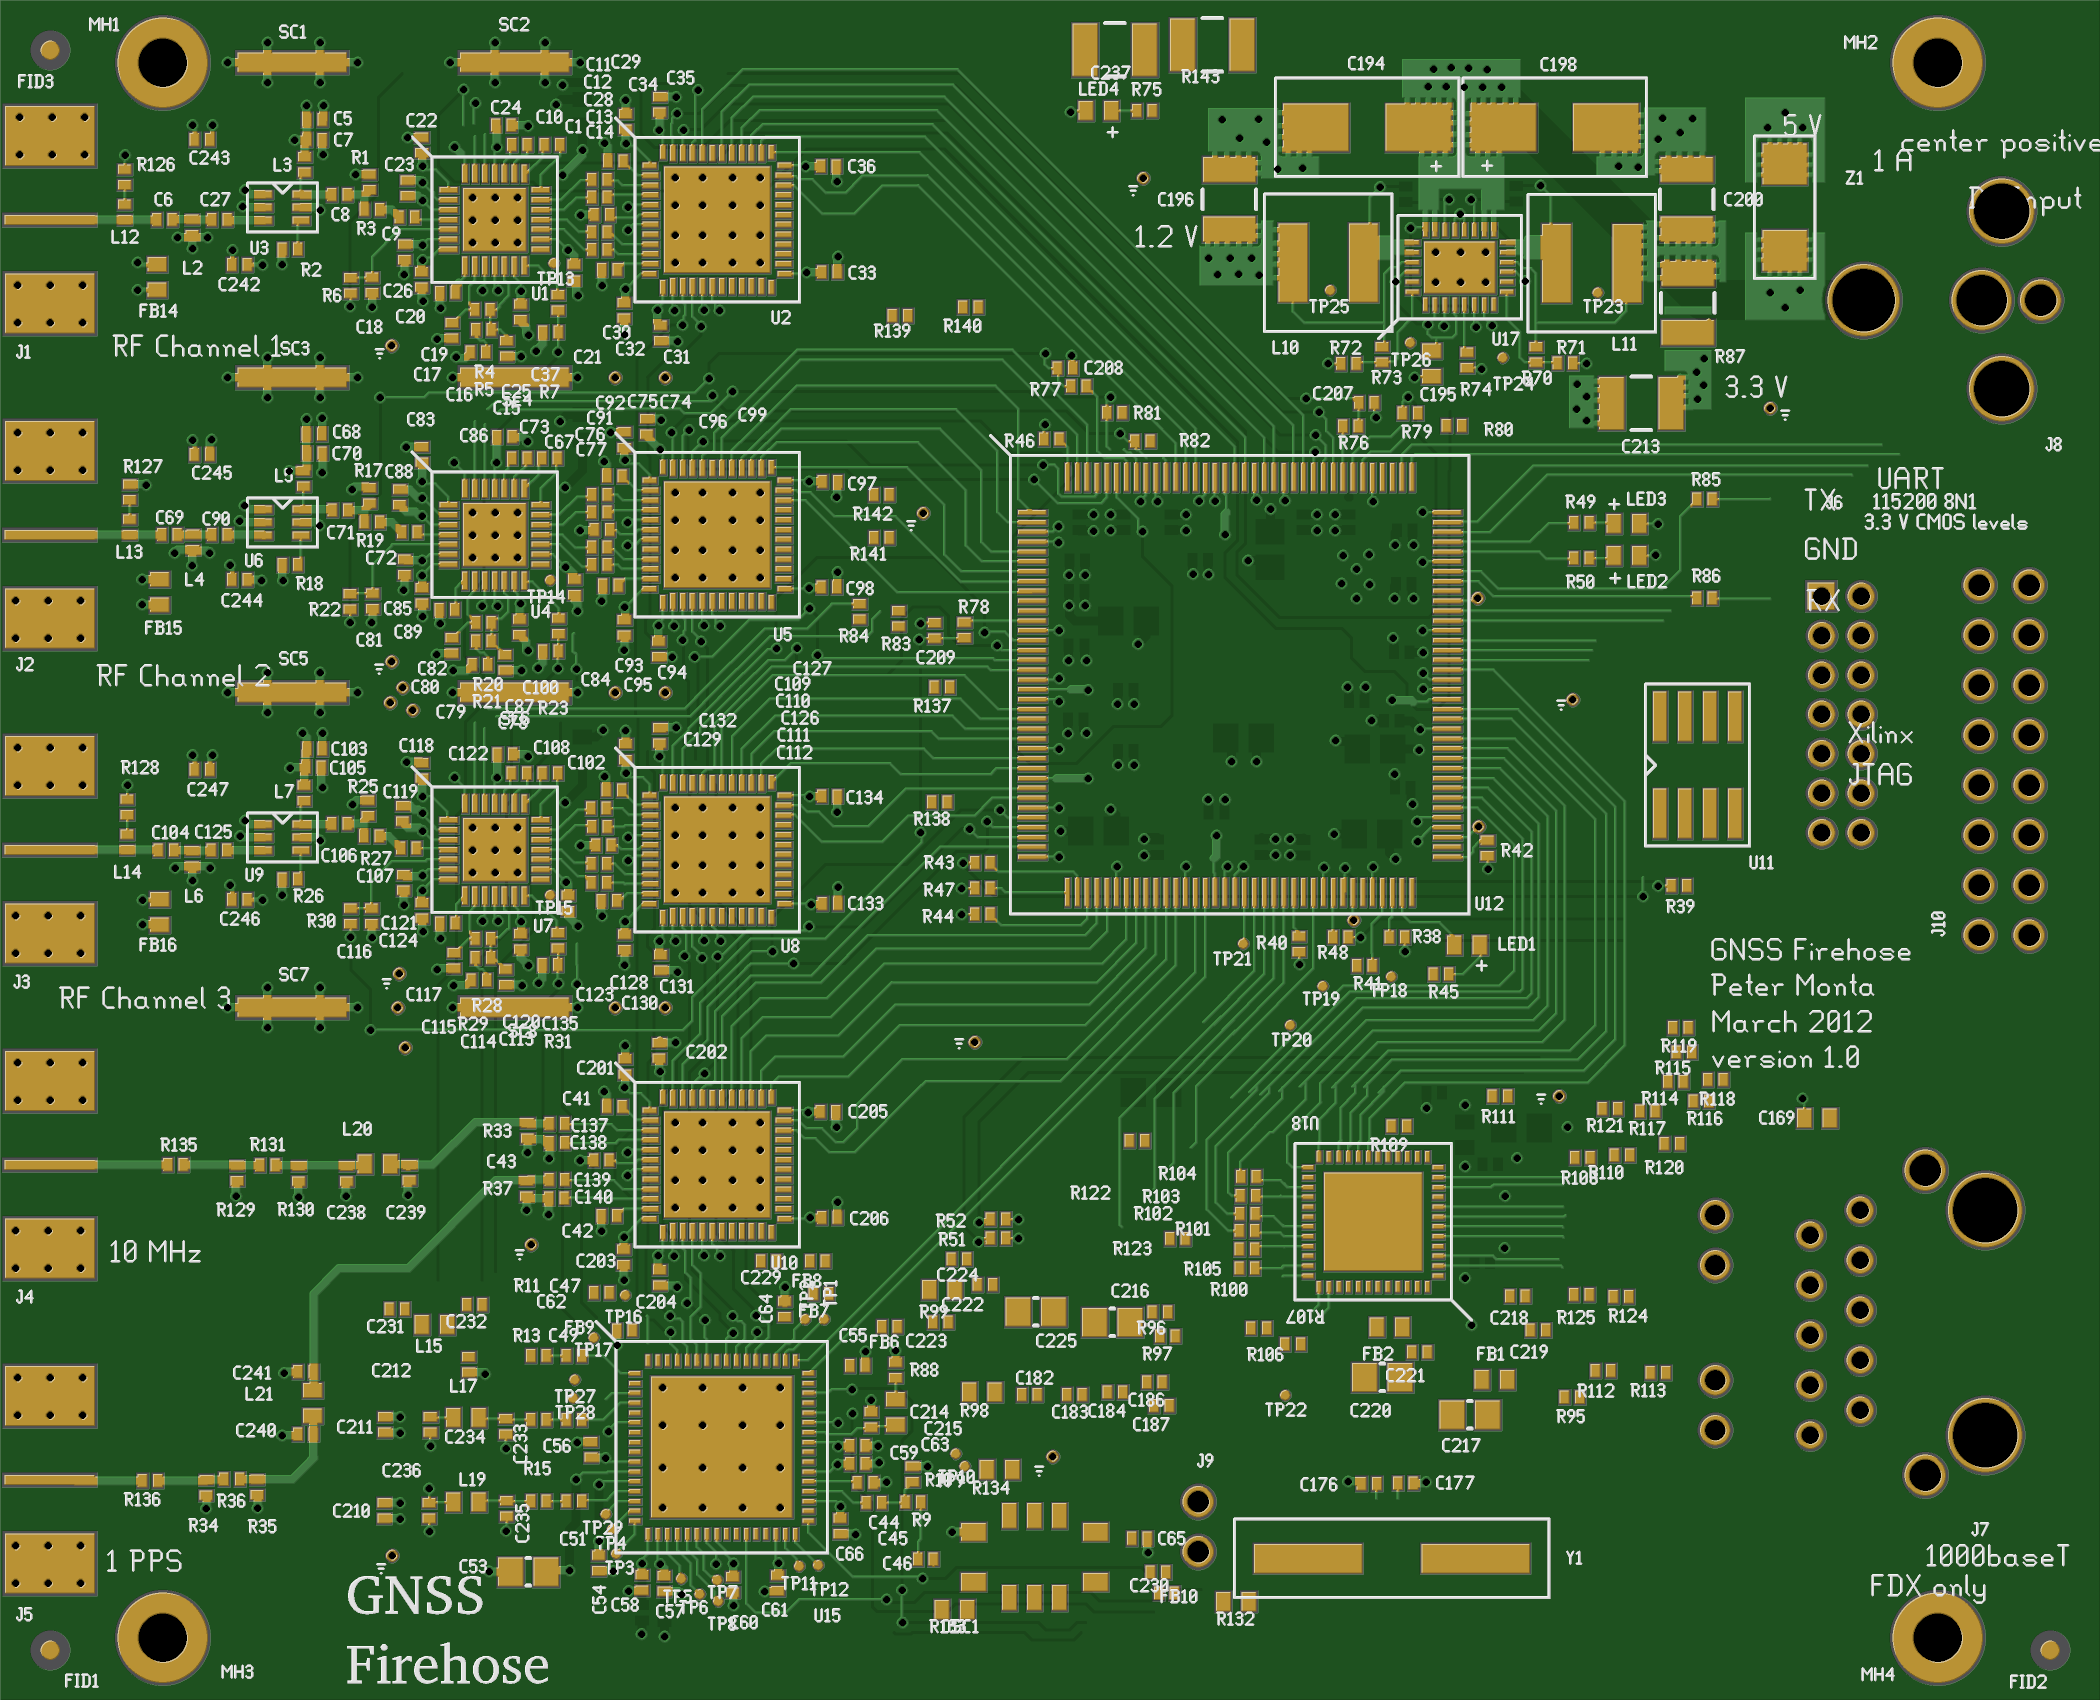 MH1
SC1
SC2
MH2
FID3
C194
C198
C237
LED4
R75
R143
5 V
center positive
1 A
Z1
C243
R126
L3
R1
C23
C22
C24
C10
C1
C11
C29
C12
C28
C13
C14
C34
C35
C5
C7
C6
C27
L12
L2
U3
C8
R3
C9
R2
C242
FB14
R6
C26
C18
C20
TP13
U1
U2
C36
C33
C32
C31
C21
C19
C17
C16
R139
R140
C196
1.2 V
C200
TP25
TP23
L10
L11
U17
R87
3.3 V
J1
RF Channel 1
SC3
R4
R5
C37
R7
C15
R72
R73
TP26
C195
R74
TP24
R70
R71
C213
J8
C207
R76
R79
R80
R77
C208
R81
R82
R46
C83
C86
C73
C67
C92
C91
C75
C74
C76
C77
C96
C99
C68
C70
C245
R127
L5
R17
C88
C69
C90
L13
L4
U6
C71
R19
C72
R18
C244
FB15
R22
C85
C81
C89
TP14
U4
U5
C97
C98
R142
R141
R84
R83
R78
C209
C93
C94
C95
C84
C82
C80
C79
J2
RF Channel 2
SC5
R20
R21
C100
C87
R23
C127
C109
C110
C126
C111
C112
R137
R138
UART
TX
J6
115200 8N1
3.3 V CMOS levels
GND
R49
LED3
R85
R50
LED2
R86
RX
Xilinx
JTAG
U11
J10
C132
C129
C118
C122
C108
C102
C103
C105
C247
R128
L7
R25
C119
C104
C125
L14
L6
U9
C106
R27
C107
R26
C246
FB16
R30
C121
C116
C124
TP15
U7
U8
C134
C133
C128
C131
C130
C123
C117
C115
J3
RF Channel 3
SC7
R28
R29
C120
C135
C114
C113
R31
R43
R47
R44
R42
U12
R39
TP21
R40
R48
R38
LED1
R41
TP18
R45
TP19
TP20
GNSS Firehose
Peter Monta
March 2012
version 1.0
R119
R115
R114
R118
R116
R117
R121
R120
R110
R108
R111
C169
C201
C202
C41
C205
C206
R33
C137
C138
C43
R37
C139
C140
C42
C203
C204
U10
C229
R135
R131
L20
R129
R130
C238
C239
10 MHz
J4
R104
R103
R102
R101
R122
R123
R105
R100
U18
R109
R107
R52
R51
C224
C222
R99
C223
C225
C216
R96
R97
R106
C218
C219
R125
R124
FB2
FB1
C221
C220
C217
R112
R113
R95
TP22
R11
C47
C62
TP16
C64
FB8
FB7
TP1
C231
L15
C232
R13
C49
FB9
TP17
C212
C241
L21
C240
L17
C211
C234
C233
TP27
TP28
C56
C236
L19
R15
C210
C235
C51
TP29
TP4
TP3
C53
C54
C55
FB6
R88
C214
C215
C63
C59
R98
C182
C183
C184
C186
C187
R134
C44
R9
C45
C46
C66
C65
C230
FB10
R132
J9
C176
C177
Y1
J7
1000baseT
FDX only
R136
R36
R34
R35
1 PPS
J5
C58
C57
TP5
TP6
TP7
TP8
C60
C61
TP11
TP12
U15
GNSS
Firehose
FID1
MH3
MH4
FID2